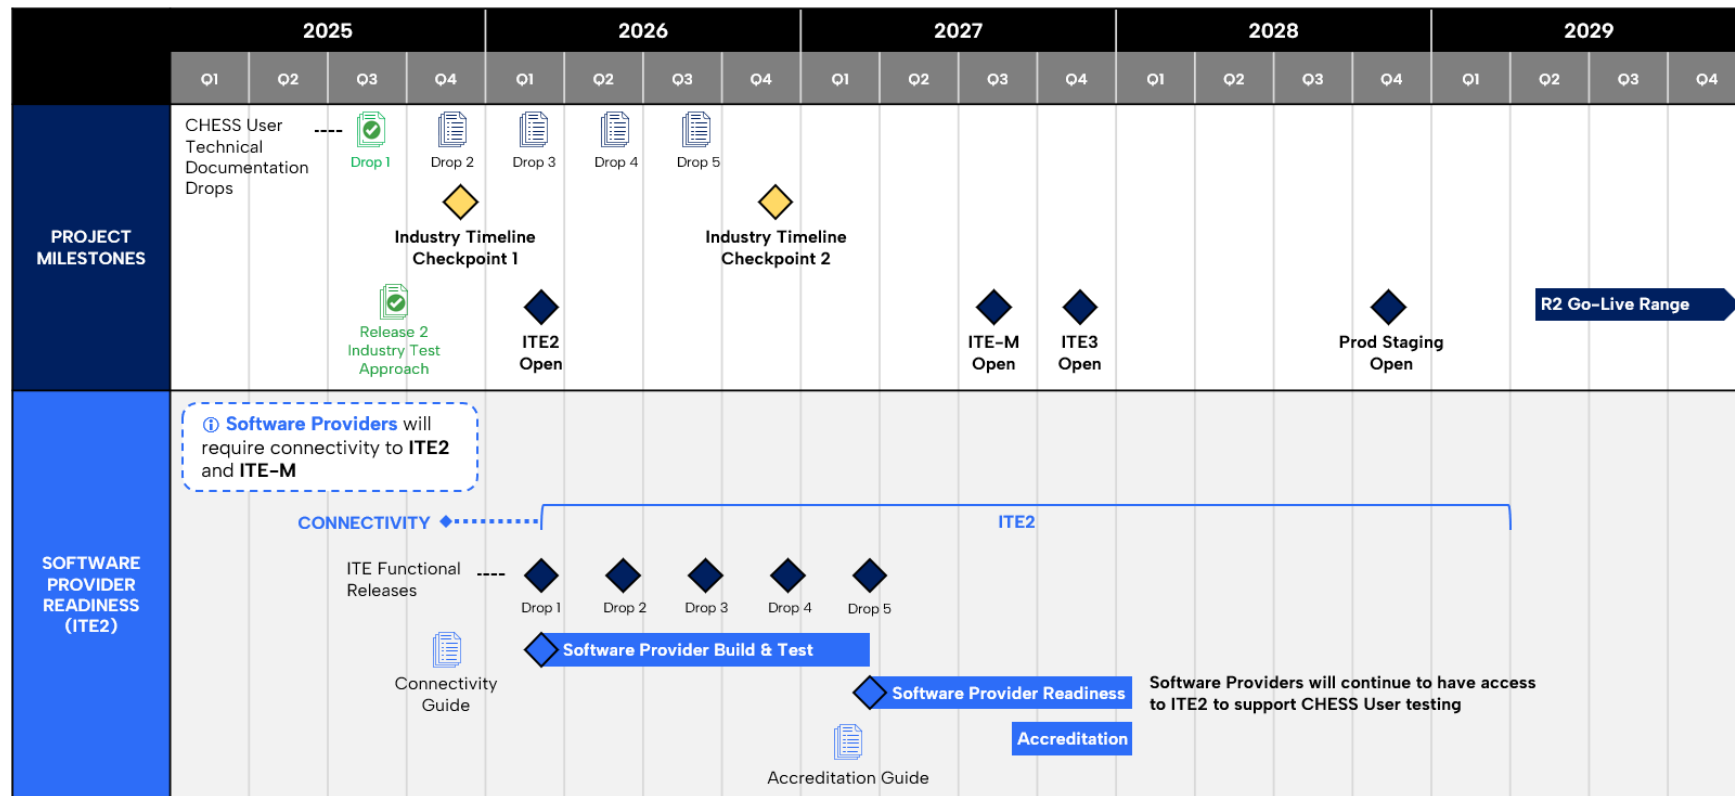 2025 2026 2027 2028 2029
Q1 Q2 Q3 Q4 Q1 Q2 Q3 Q4 Q1 Q2 Q3 Q4 Q1 Q2 Q3 Q4 Q1 Q2 Q3 Q4
PROJECT
MILESTONES
CHESS User
Technical
Documentation
Drops
Drop 1
Drop 2
Drop 3
Drop 4
Drop 5
Industry Timeline
Checkpoint 1
Industry Timeline
Checkpoint 2
Release 2
Industry Test
Approach
ITE2
Open
ITE-M
Open
ITE3
Open
Prod Staging
Open
R2 Go-Live Range
SOFTWARE
PROVIDER
READINESS
(ITE2)
Software Providers will
require connectivity to ITE2
and ITE-M
CONNECTIVITY
ITE2
ITE Functional
Releases
Drop 1
Drop 2
Drop 3
Drop 4
Drop 5
Connectivity
Guide
Software Provider Build & Test
Software Provider Readiness
Software Providers will continue to have access
to ITE2 to support CHESS User testing
Accreditation
Accreditation Guide